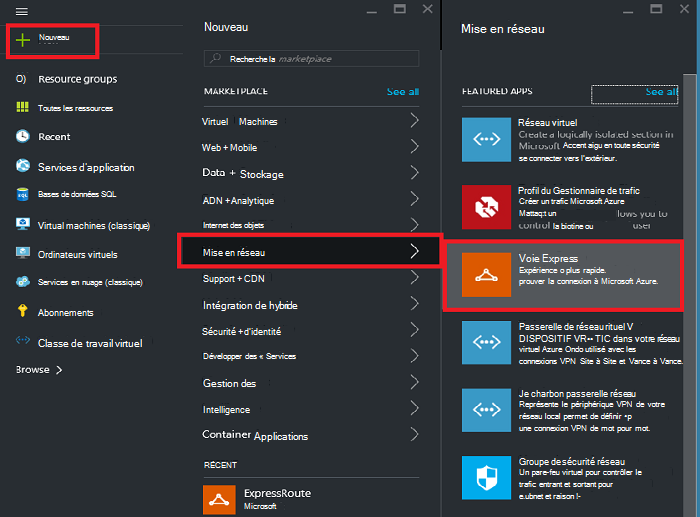 Nouveau
Resource groups
Toutes les ressources
Recent
Services d'application
Bases de données SQL
Virtual machines (classique)
Ordinateurs virtuels
Services en nuage (classique)
Abonnements
Classe de travail virtuel
Browse
Nouveau
Recherche la marketplace
MARKETPLACE See all
Virtuel Machines
Web + Mobile
Data + Stockage
ADN +Analytique
Internet des objets
Mise en réseau
Support + CDN
Intégration de hybride
Sécurité +d'identité
Développer des « Services
Gestion des
Intelligence
Container Applications
RÉCENT
ExpressRoute
Microsoft
Mise en réseau
FEATURED APPS See all
Réseau virtuel
Create a logically isolated section in
Microsoft Accent aigu en toute sécurité
se connecter vers l'extérieur.
Profil du Gestionnaire de trafic
Créer un trafic Microsoft Azure
Mattaq:t un lows you to
control la biotine ou user
Voie Express
Expérience o plus rapide.
prouver la connexion à Microsoft Azure.
Passerelle de réseau rituel V
DISPOSITIF VR-- TIC dans votre réseau
virtuel Azure Ondo utilisé avec les
connexions VPN Site à Site et Vance à Vance.
Je charbon passerelle réseau
Représente le périphérique VPN de votre
réseau local permet de définir +p
une connexion VPN de mot pour mot.
Groupe de sécurité réseau
Un pare-feu virtuel pour contrôler le
trafic entrant et sortant pour
e.ubnet et raison !-